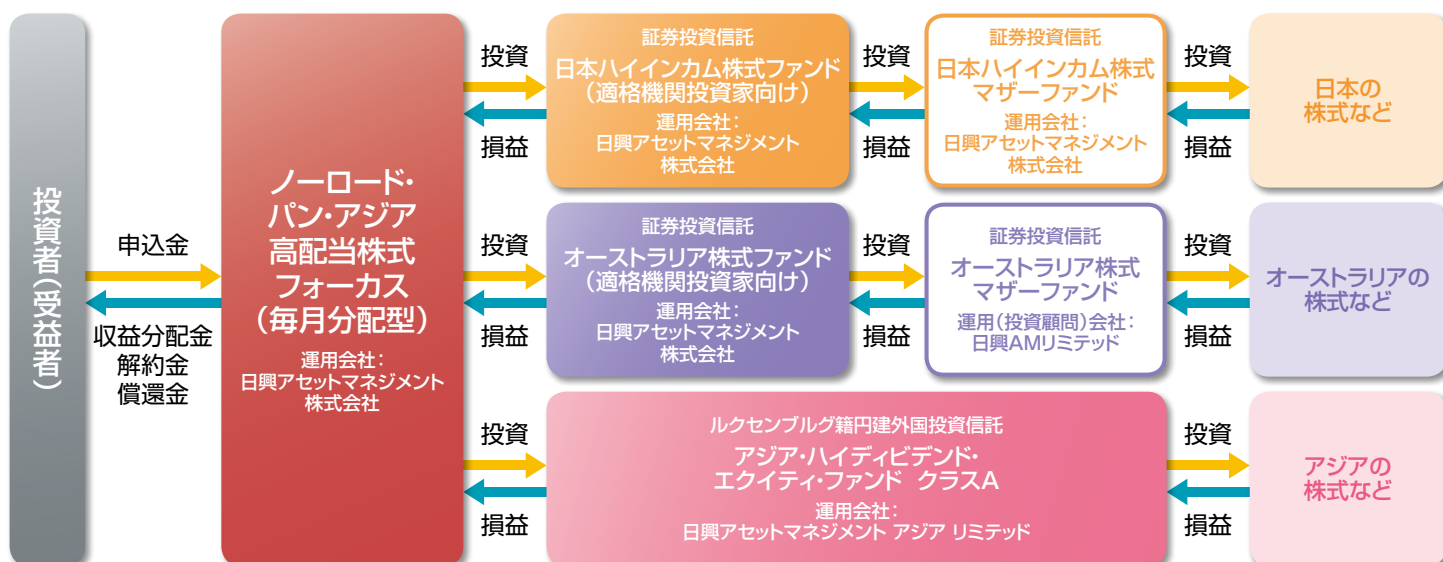 投資者（受益者）
申込金
収益分配金
解約金
償還金
ノーロード・
パン・アジア
高配当株式
フォーカス
（毎月分配型）
運用会社：
日興アセットマネジメント
株式会社
投資
損益
証券投資信託
日本ハイインカム株式ファンド
（適格機関投資家向け）
運用会社：
日興アセットマネジメント
株式会社
投資
損益
証券投資信託
日本ハイインカム株式
マザーファンド
運用会社：
日興アセットマネジメント
株式会社
投資
損益
日本の
株式など
投資
損益
証券投資信託
オーストラリア株式ファンド
（適格機関投資家向け）
運用会社：
日興アセットマネジメント
株式会社
投資
損益
証券投資信託
オーストラリア株式
マザーファンド
運用（投資顧問）会社：
日興AMリミテッド
投資
損益
オーストラリアの
株式など
投資
損益
ルクセンブルグ籍円建外国投資信託
アジア・ハイディビデンド・
エクイティ・ファンド クラスA
運用会社：
日興アセットマネジメント アジア リミテッド
投資
損益
アジアの
株式など